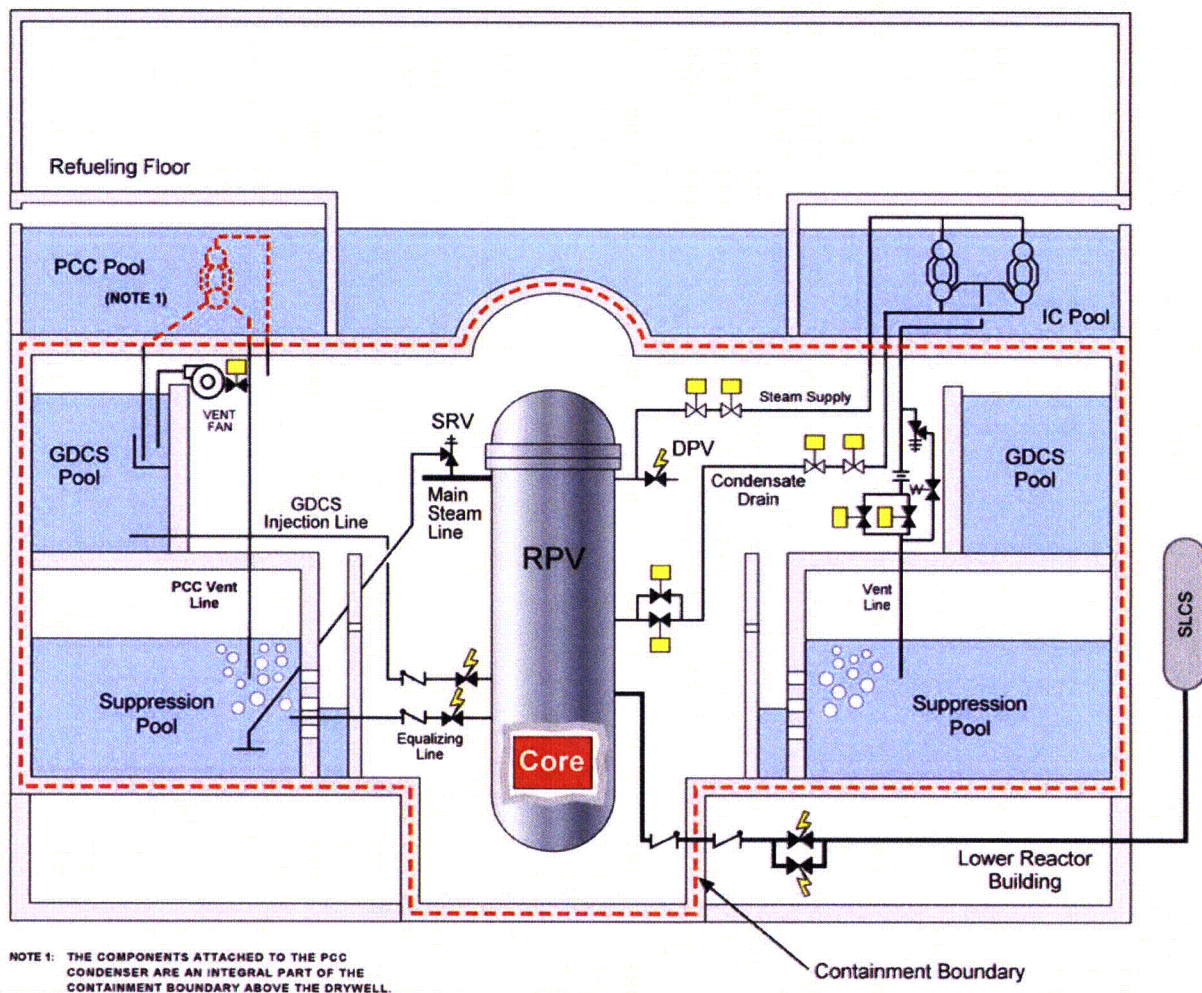 Refueling Floor
PCC Pool
(NOTE 1)
IC Pool
VENT
FAN
GDCS
Pool
SRV
Main
Steam
Line
DPV
Steam Supply
Condensate
Drain
GDCS
Pool
GDCS
Injection Line
RPV
PCC Vent
Line
Vent
Line
SLCS
Suppression
Pool
Equalizing
Line
Core
Suppression
Pool
Lower Reactor
Building
Containment Boundary
NOTE 1: THE COMPONENTS ATTACHED TO THE PCC
CONDENSER ARE AN INTEGRAL PART OF THE
CONTAINMENT BOUNDARY ABOVE THE DRYWELL.